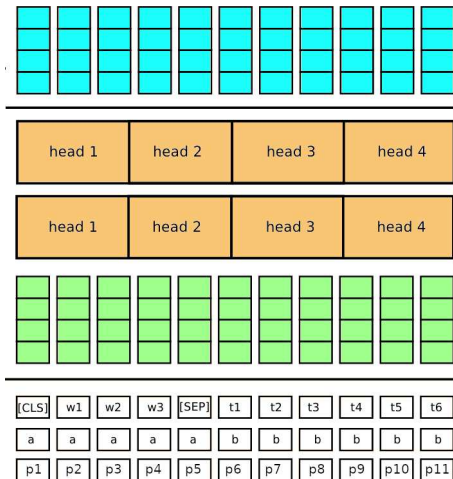 head 1 head 2 head 3 head 4
head 1 head 2 head 3 head 4
[CLS] w1 w2 w3 [SEP] t1 t2 t3 t4 t5 t6
a a a a a b b b b b b
p1 p2 p3 p4 p5 p6 p7 p8 p9 p10 p11